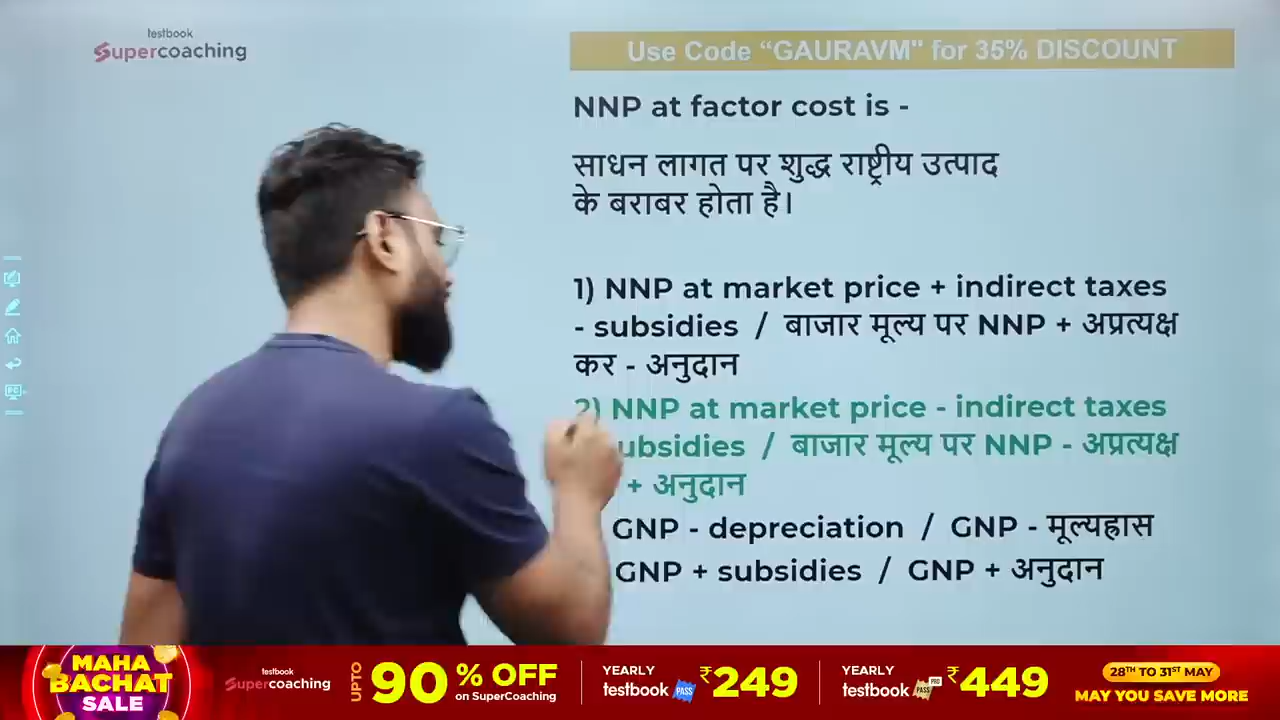 testbook
Supercoaching
Use Code “GAURAVM" for 35% DISCOUNT
NNP at factor cost is -
साधन लागत पर शुद्ध राष्ट्रीय उत्पाद
के बराबर होता है।
1) NNP at market price + indirect taxes
- subsidies / बाजार मूल्य पर NNP + अप्रत्यक्ष
कर - अनुदान
2) NNP at market price - indirect taxes
ubsidies / बाजार मूल्य पर NNP - अप्रत्यक्ष
+ अनुदान
GNP - depreciation / GNP - मूल्यह्रास
GNP + subsidies / GNP + अनुदान
MAHA
BACHAT
SALE
testbook
Supercoaching
UPTO 90% OFF
on SuperCoaching
YEARLY
testbook PASS ₹249
YEARLY
testbook PASS PRO ₹449
28TH TO 31ST MAY
MAY YOU SAVE MORE